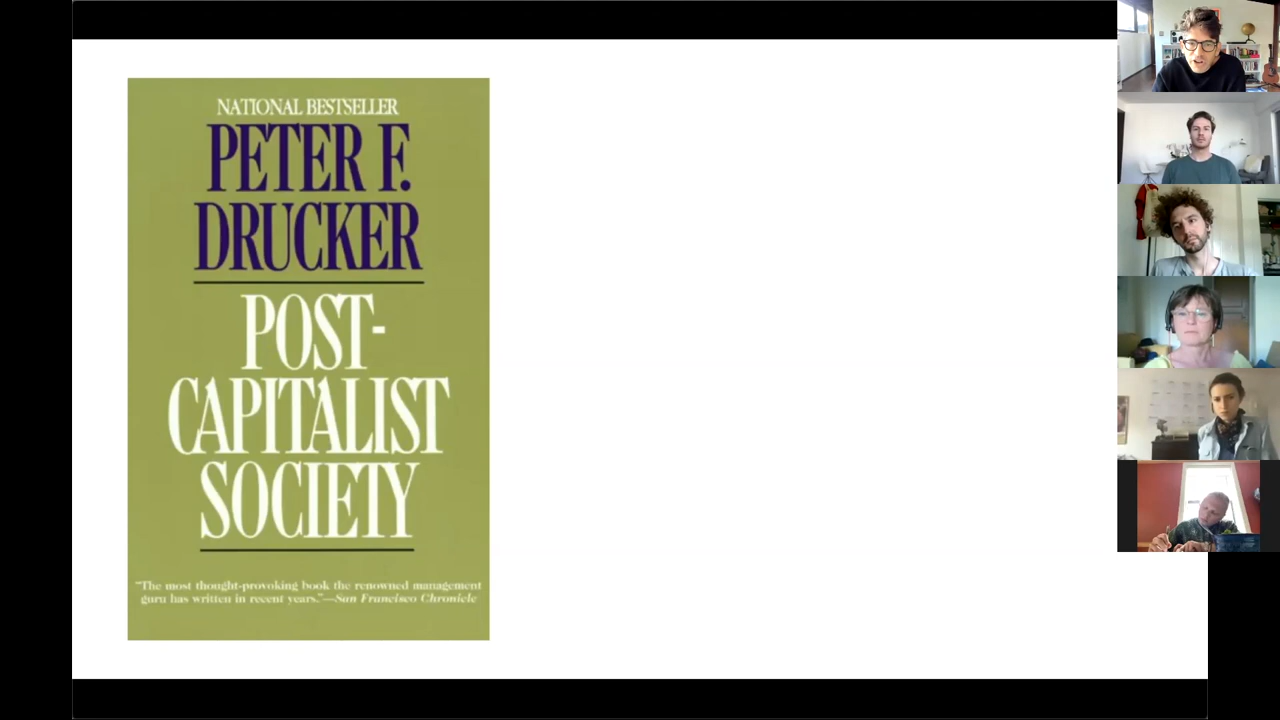 NATIONAL BESTSELLER
PETER F.
DRUCKER
POST-
CAPITALIST
SOCIETY
"The most thought-provoking book the renowned management
guru has written in recent years."—San Francisco Chronicle